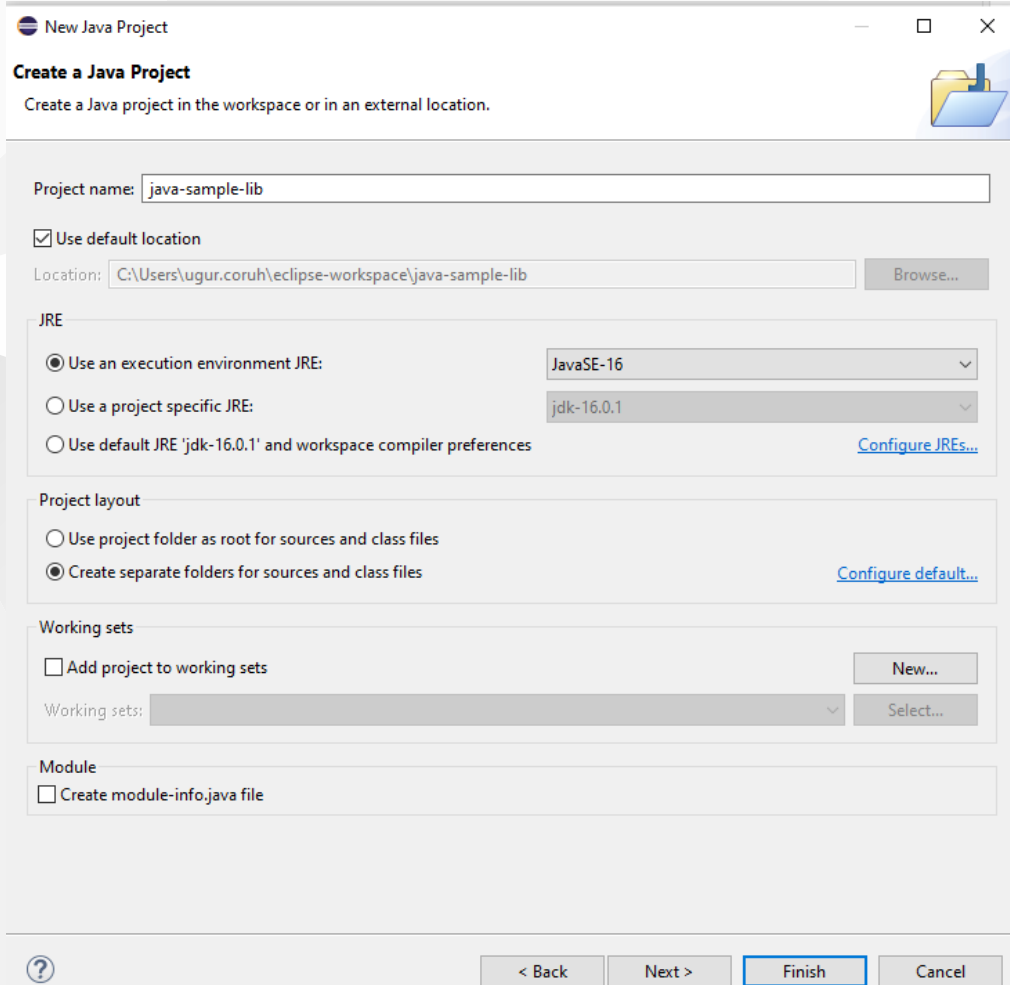 New Java Project
Create a Java Project
Create a Java project in the workspace or in an external location.
Project name: java-sample-lib
Use default location
Location: C:\Users\ugur.coruh\eclipse-workspace\java-sample-lib Browse...
JRE
Use an execution environment JRE: JavaSE-16
Use a project specific JRE: jdk-16.0.1
Use default JRE 'jdk-16.0.1' and workspace compiler preferences Configure JREs...
Project layout
Use project folder as root for sources and class files
Create separate folders for sources and class files Configure default...
Working sets
Add project to working sets New...
Working sets: Select...
Module
Create module-info.java file
? < Back Next > Finish Cancel